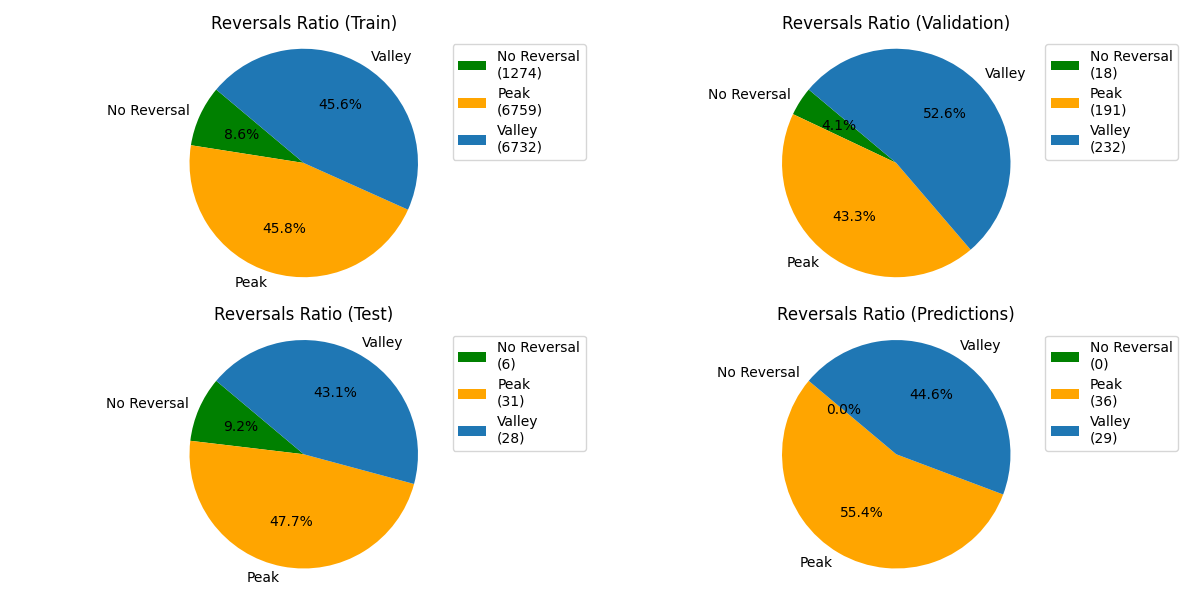 Reversals Ratio (Train)
Valley
No Reversal
Peak
45.6%
8.6%
45.8%
No Reversal
(1274)
Peak
(6759)
Valley
(6732)
Reversals Ratio (Validation)
Valley
No Reversal
Peak
52.6%
4.1%
43.3%
No Reversal
(18)
Peak
(191)
Valley
(232)
Reversals Ratio (Test)
Valley
No Reversal
Peak
43.1%
9.2%
47.7%
No Reversal
(6)
Peak
(31)
Valley
(28)
Reversals Ratio (Predictions)
Valley
No Reversal
Peak
44.6%
0.0%
55.4%
No Reversal
(0)
Peak
(36)
Valley
(29)